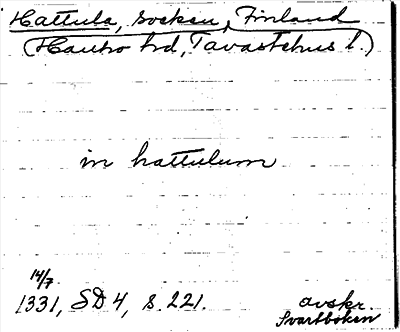 Hattula, socken, Finland
(Hauho hd, Tavastehus l.)
in hattulum
14/7
1331, SD 4, s. 221.
avskr.
Svartboken